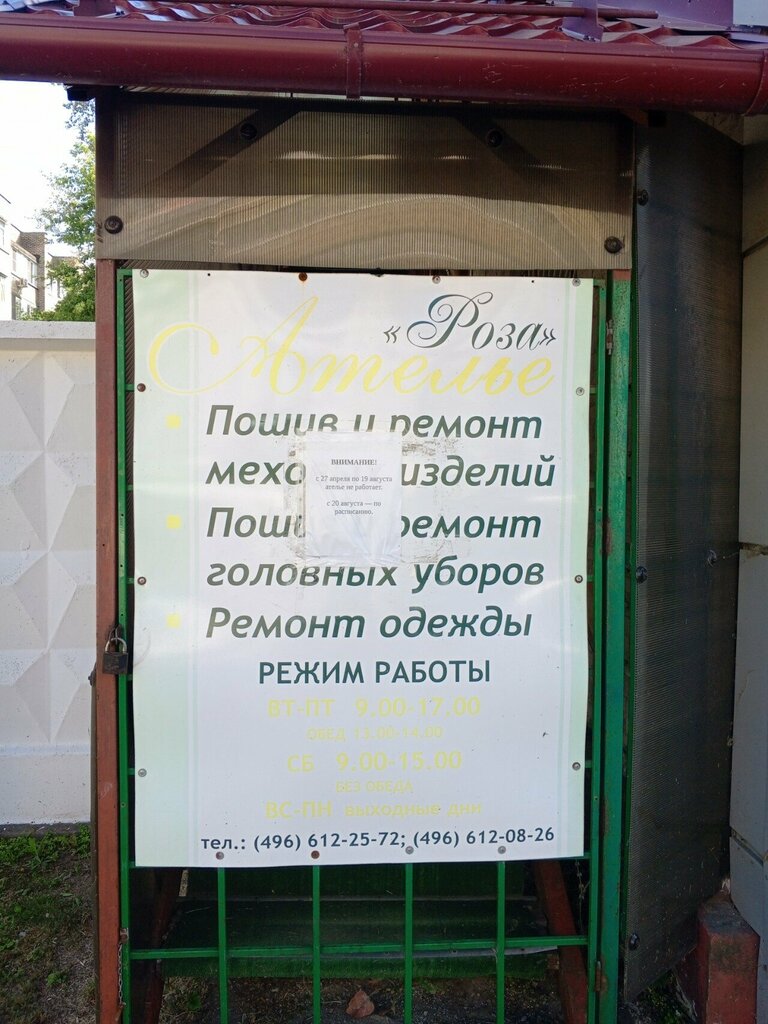 «Роза»
Ателье
Пошив и ремонт
изделий
ремонт
головных уборов
Ремонт одежды
ВНИМАНИЕ!
с 27 апреля по 19 августа
ателье не работает.
с 20 августа — по
расписанию.
РЕЖИМ РАБОТЫ
ВТ-ПТ 9.00-17.00
ОБЕД 13.00-14.00
СБ 9.00-15.00
БЕЗ ОБЕДА
ВС-ПН выходные дни
тел.: (496) 612-25-72; (496) 612-08-26